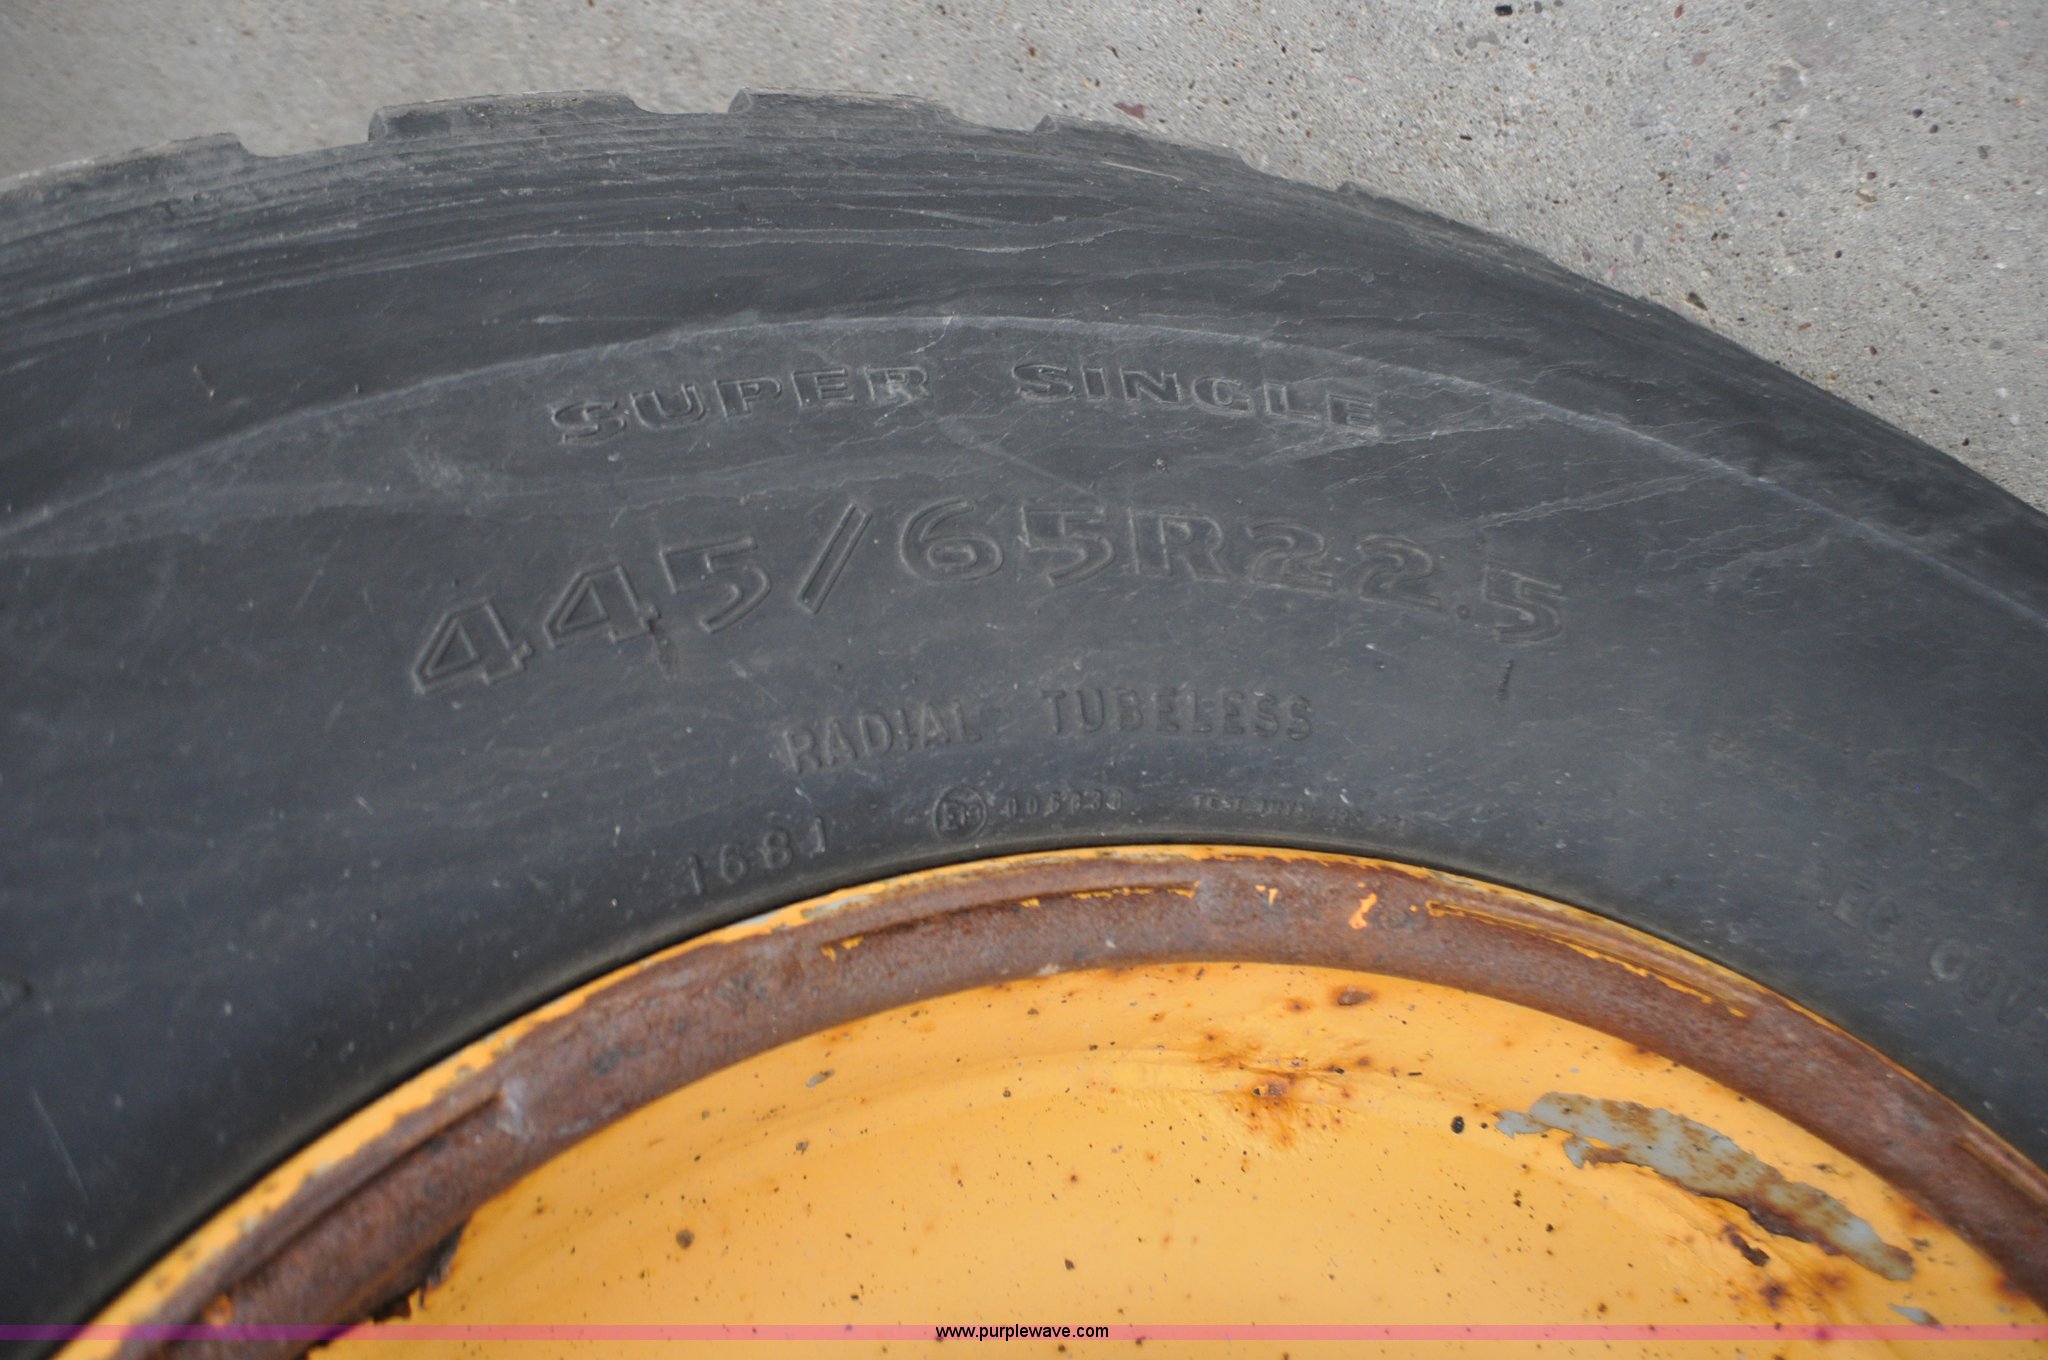 SUPER SINGLE
445/65R22.5
RADIAL TUBELESS
1681
www.purplewave.com